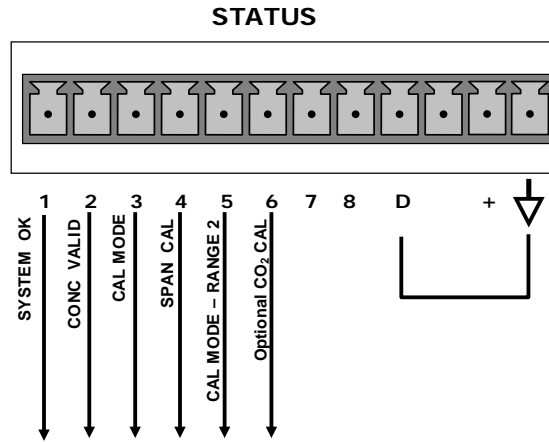 STATUS
1 2 3 4 5 6 7 8 D +
SYSTEM OK
CONC VALID
CAL MODE
SPAN CAL
CAL MODE – RANGE 2
Optional CO₂ CAL